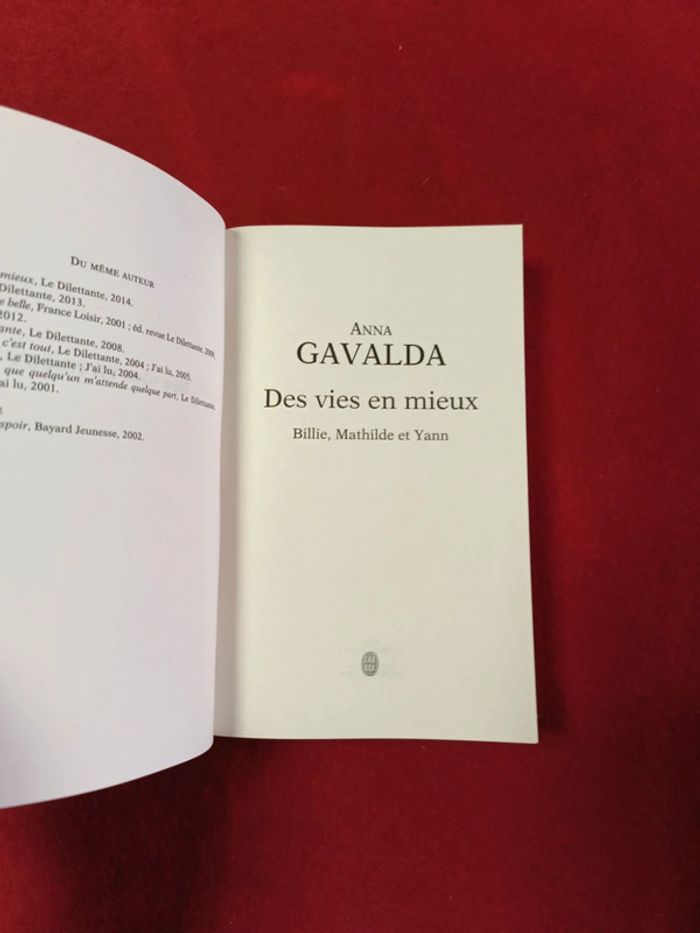 DU MÊME AUTEUR
mieux, Le Dilettante, 2014.
Dilettante, 2013.
belle, France Loisir, 2001 ; éd. revue Le Dilettante, 2009,
2012.
ante, Le Dilettante, 2008.
c'est tout, Le Dilettante, 2004 ; J'ai lu, 2005.
, Le Dilettante ; J'ai lu, 2004.
que quelqu'un m'attende quelque part, Le Dilettante,
ai lu, 2001.
spoir, Bayard Jeunesse, 2002.
ANNA
GAVALDA
Des vies en mieux
Billie, Mathilde et Yann
J'AI
LU